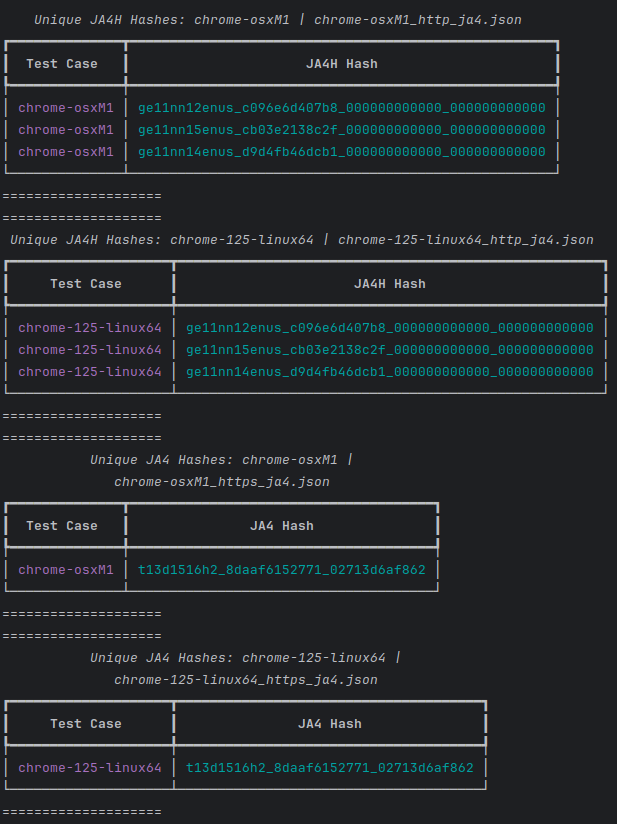 Unique JA4H Hashes: chrome-osxM1 | chrome-osxM1_http_ja4.json
Test Case | JA4H Hash
chrome-osxM1 | ge11nn12enus_c096e6d407b8_000000000000_000000000000
chrome-osxM1 | ge11nn15enus_cb03e2138c2f_000000000000_000000000000
chrome-osxM1 | ge11nn14enus_d9d4fb46dcb1_000000000000_000000000000
====================
====================
Unique JA4H Hashes: chrome-125-linux64 | chrome-125-linux64_http_ja4.json
Test Case | JA4H Hash
chrome-125-linux64 | ge11nn12enus_c096e6d407b8_000000000000_000000000000
chrome-125-linux64 | ge11nn15enus_cb03e2138c2f_000000000000_000000000000
chrome-125-linux64 | ge11nn14enus_d9d4fb46dcb1_000000000000_000000000000
====================
====================
Unique JA4 Hashes: chrome-osxM1 |
chrome-osxM1_https_ja4.json
Test Case | JA4 Hash
chrome-osxM1 | t13d1516h2_8daaf6152771_02713d6af862
====================
====================
Unique JA4 Hashes: chrome-125-linux64 |
chrome-125-linux64_https_ja4.json
Test Case | JA4 Hash
chrome-125-linux64 | t13d1516h2_8daaf6152771_02713d6af862
====================